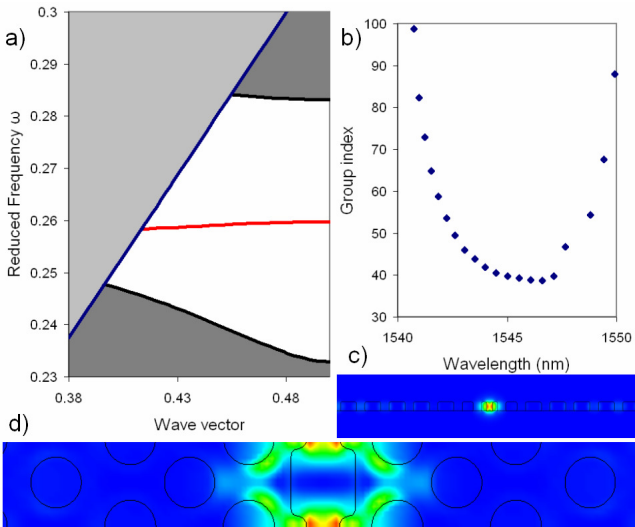 a)
0.3
0.29
0.28
0.27
0.26
0.25
0.24
0.23
Reduced Frequency ω
0.38
0.43
0.48
Wave vector
b)
100
90
80
70
60
50
40
30
Group index
1540
1545
1550
Wavelength (nm)
c)
d)